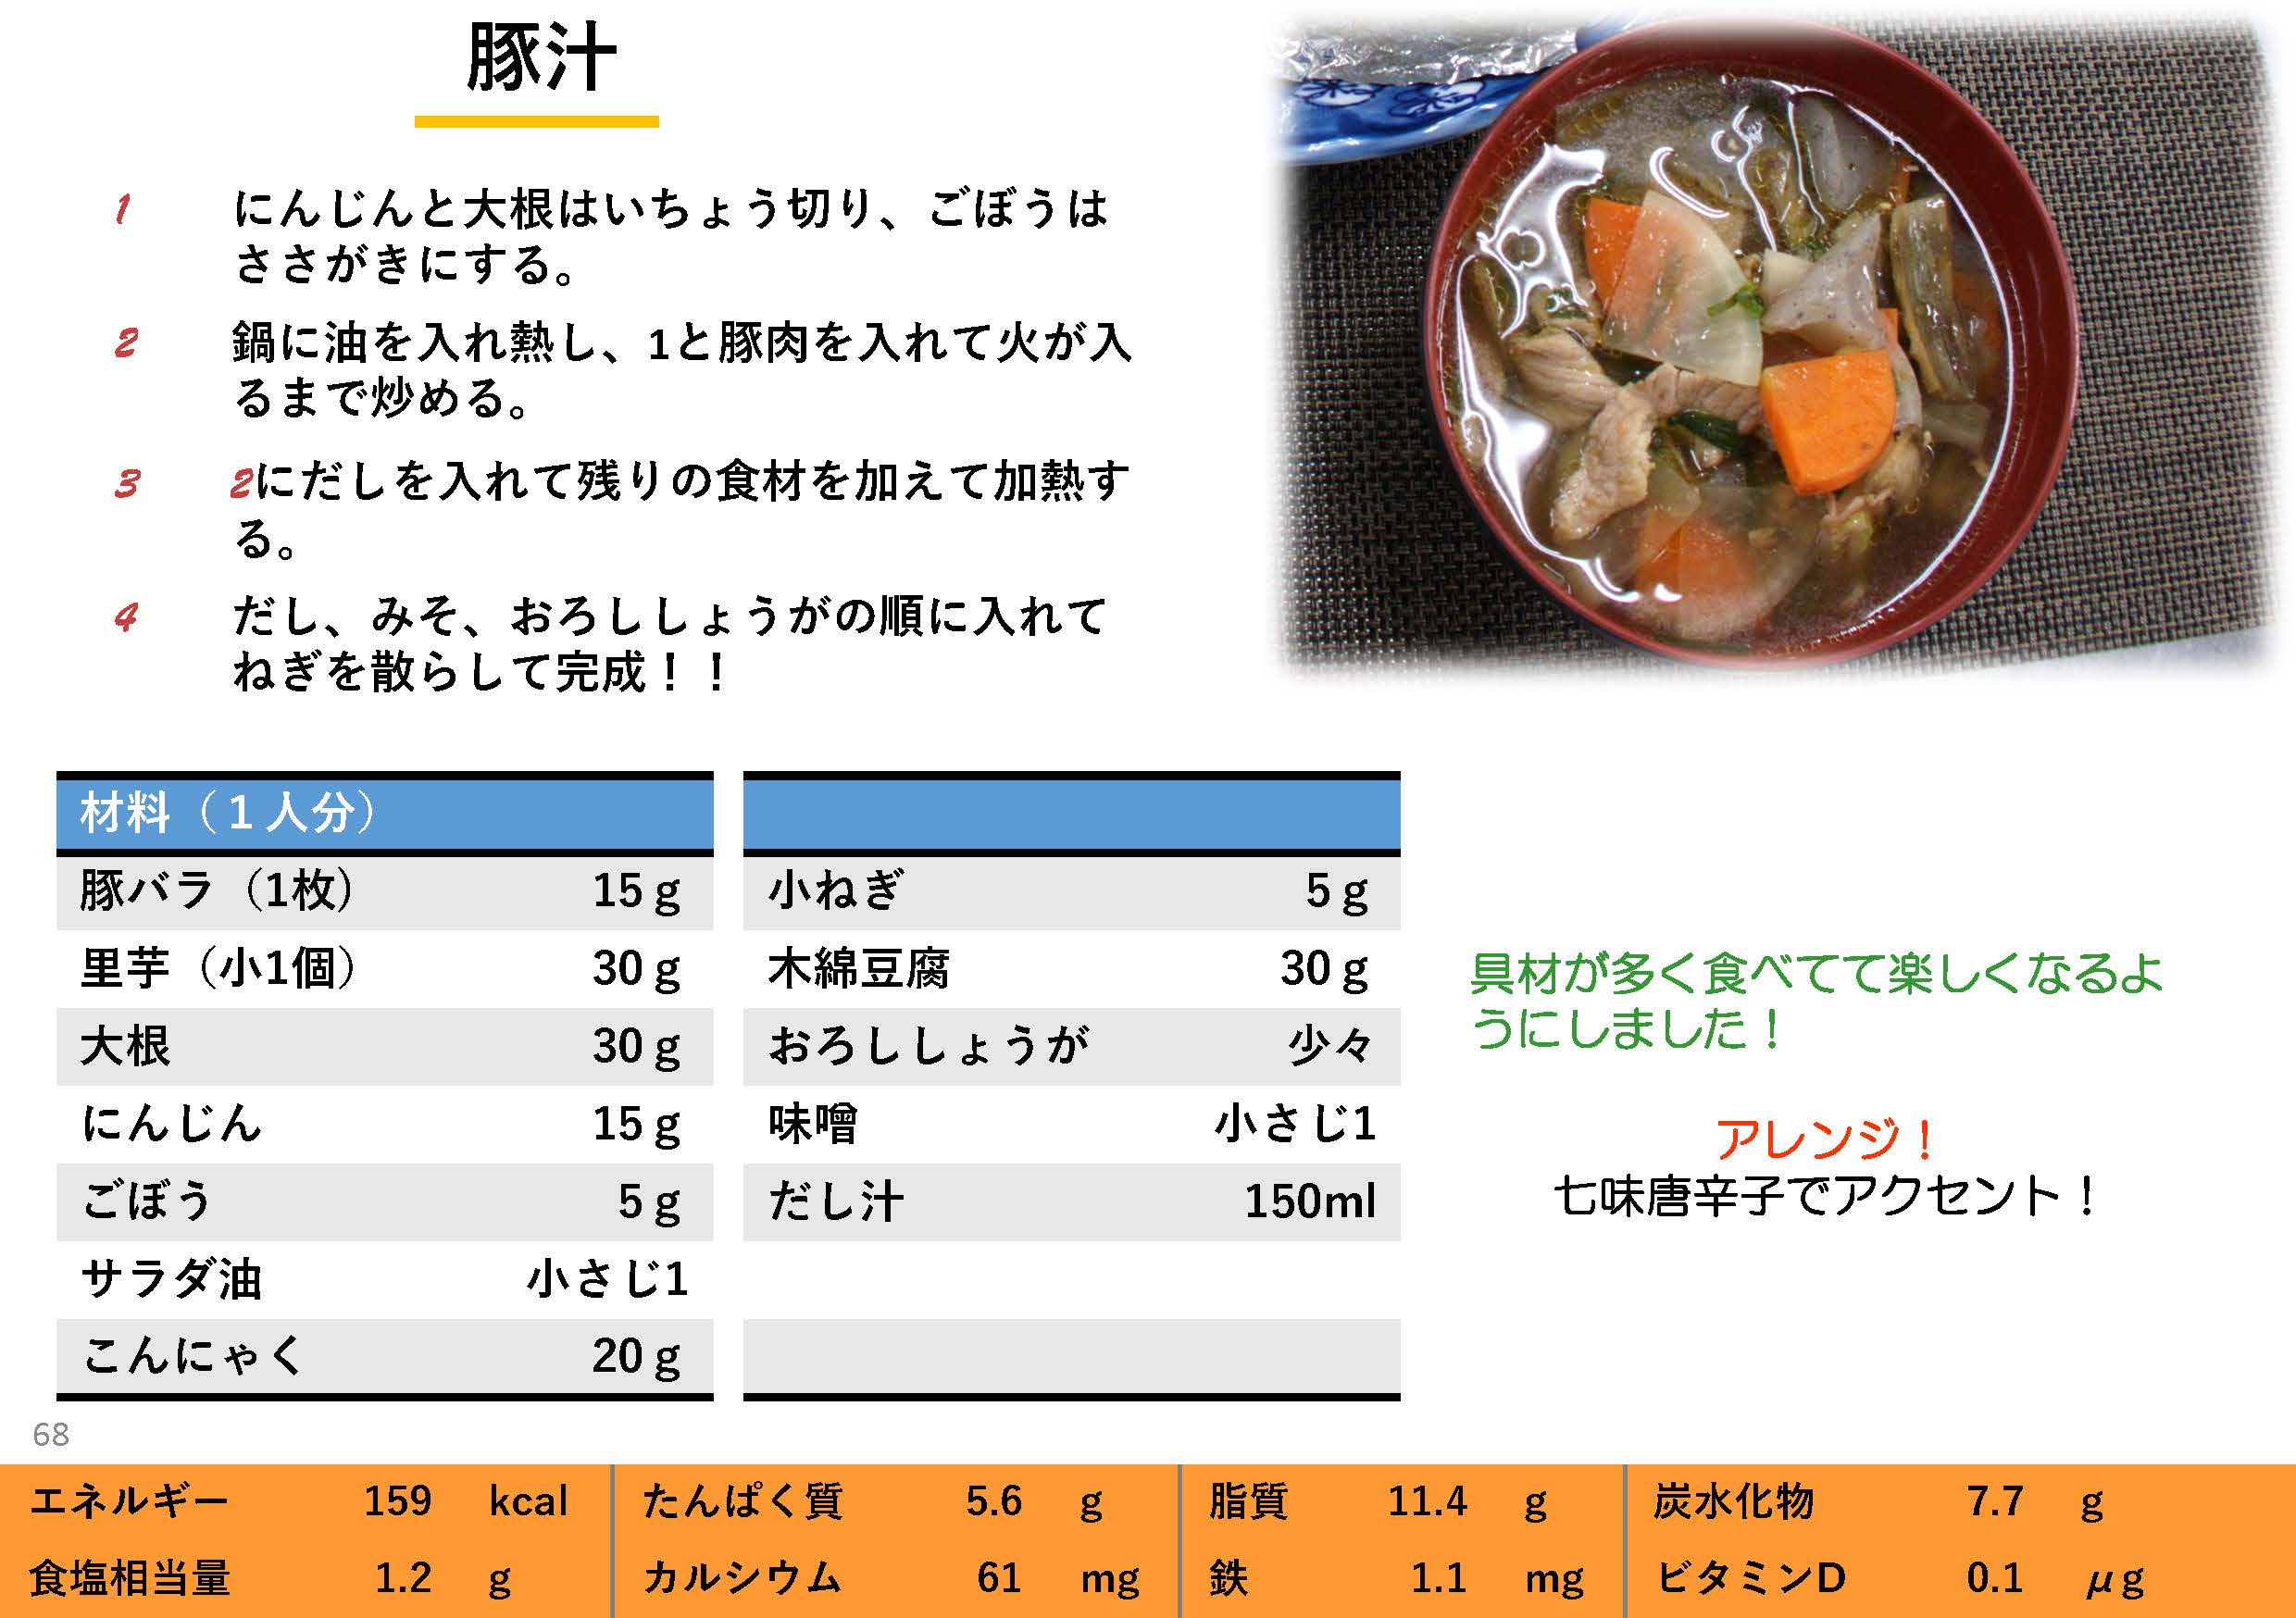 豚汁
1 にんじんと大根はいちょう切り、ごぼうは
ささがきにする。
2 鍋に油を入れ熱し、1と豚肉を入れて火が入
るまで炒める。
3 2にだしを入れて残りの食材を加えて加熱す
る。
4 だし、みそ、おろししょうがの順に入れて
ねぎを散らして完成！！
材料（１人分）
豚バラ（1枚） 15ｇ
里芋（小1個） 30ｇ
大根 30ｇ
にんじん 15ｇ
ごぼう 5ｇ
サラダ油 小さじ1
こんにゃく 20ｇ
小ねぎ 5ｇ
木綿豆腐 30ｇ
おろししょうが 少々
味噌 小さじ1
だし汁 150ml
具材が多く食べてて楽しくなるよ
うにしました！
アレンジ！
七味唐辛子でアクセント！
68
エネルギー 159 kcal たんぱく質 5.6 g 脂質 11.4 g 炭水化物 7.7 g
食塩相当量 1.2 g カルシウム 61 mg 鉄 1.1 mg ビタミンD 0.1 μg